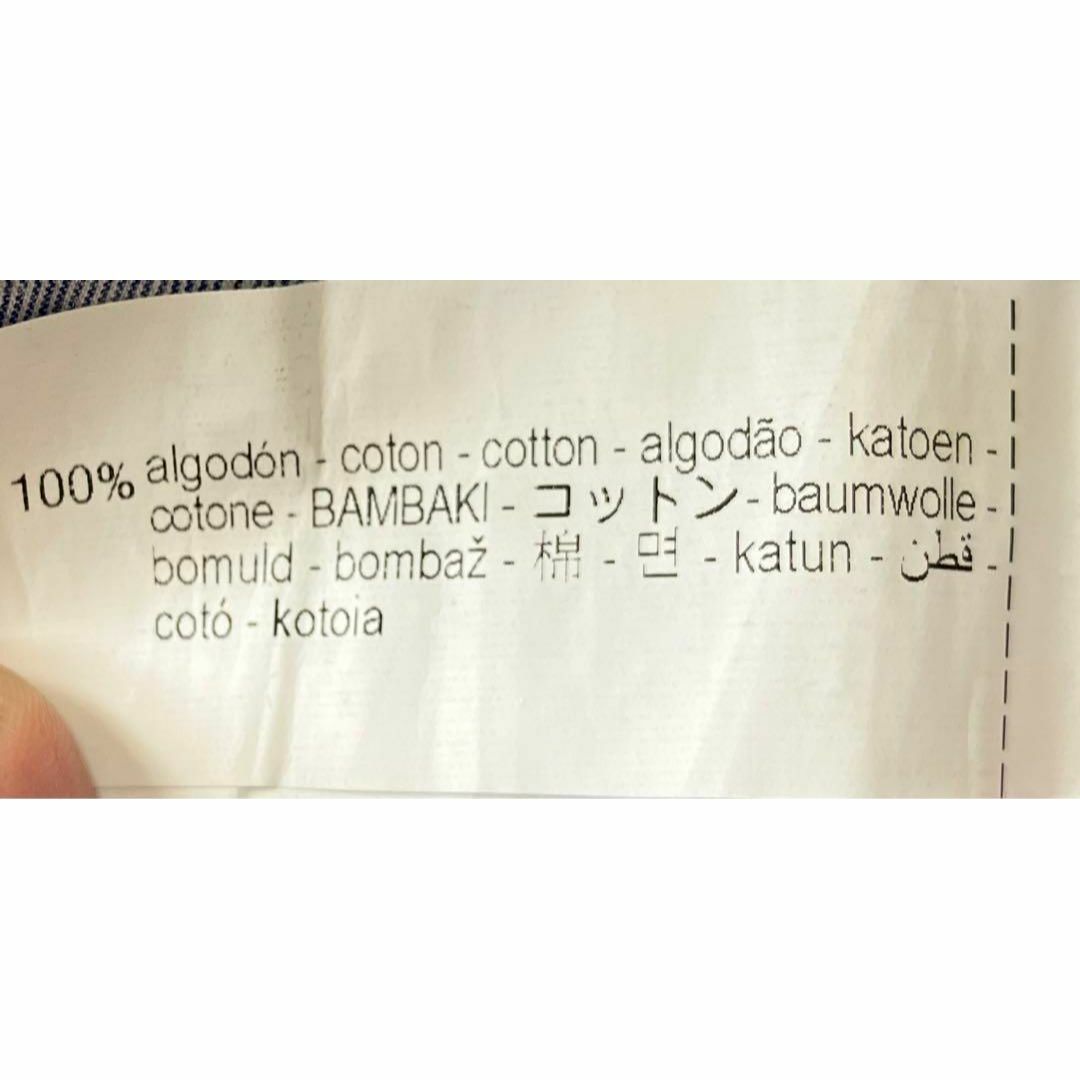 100% algodón - coton - cotton - algodão - katoen -
cotone - BAMBAKI - コットン - baumwolle -
bomuld - bombaž - 棉 - 면 - katun - قطن -
cotó - kotoia